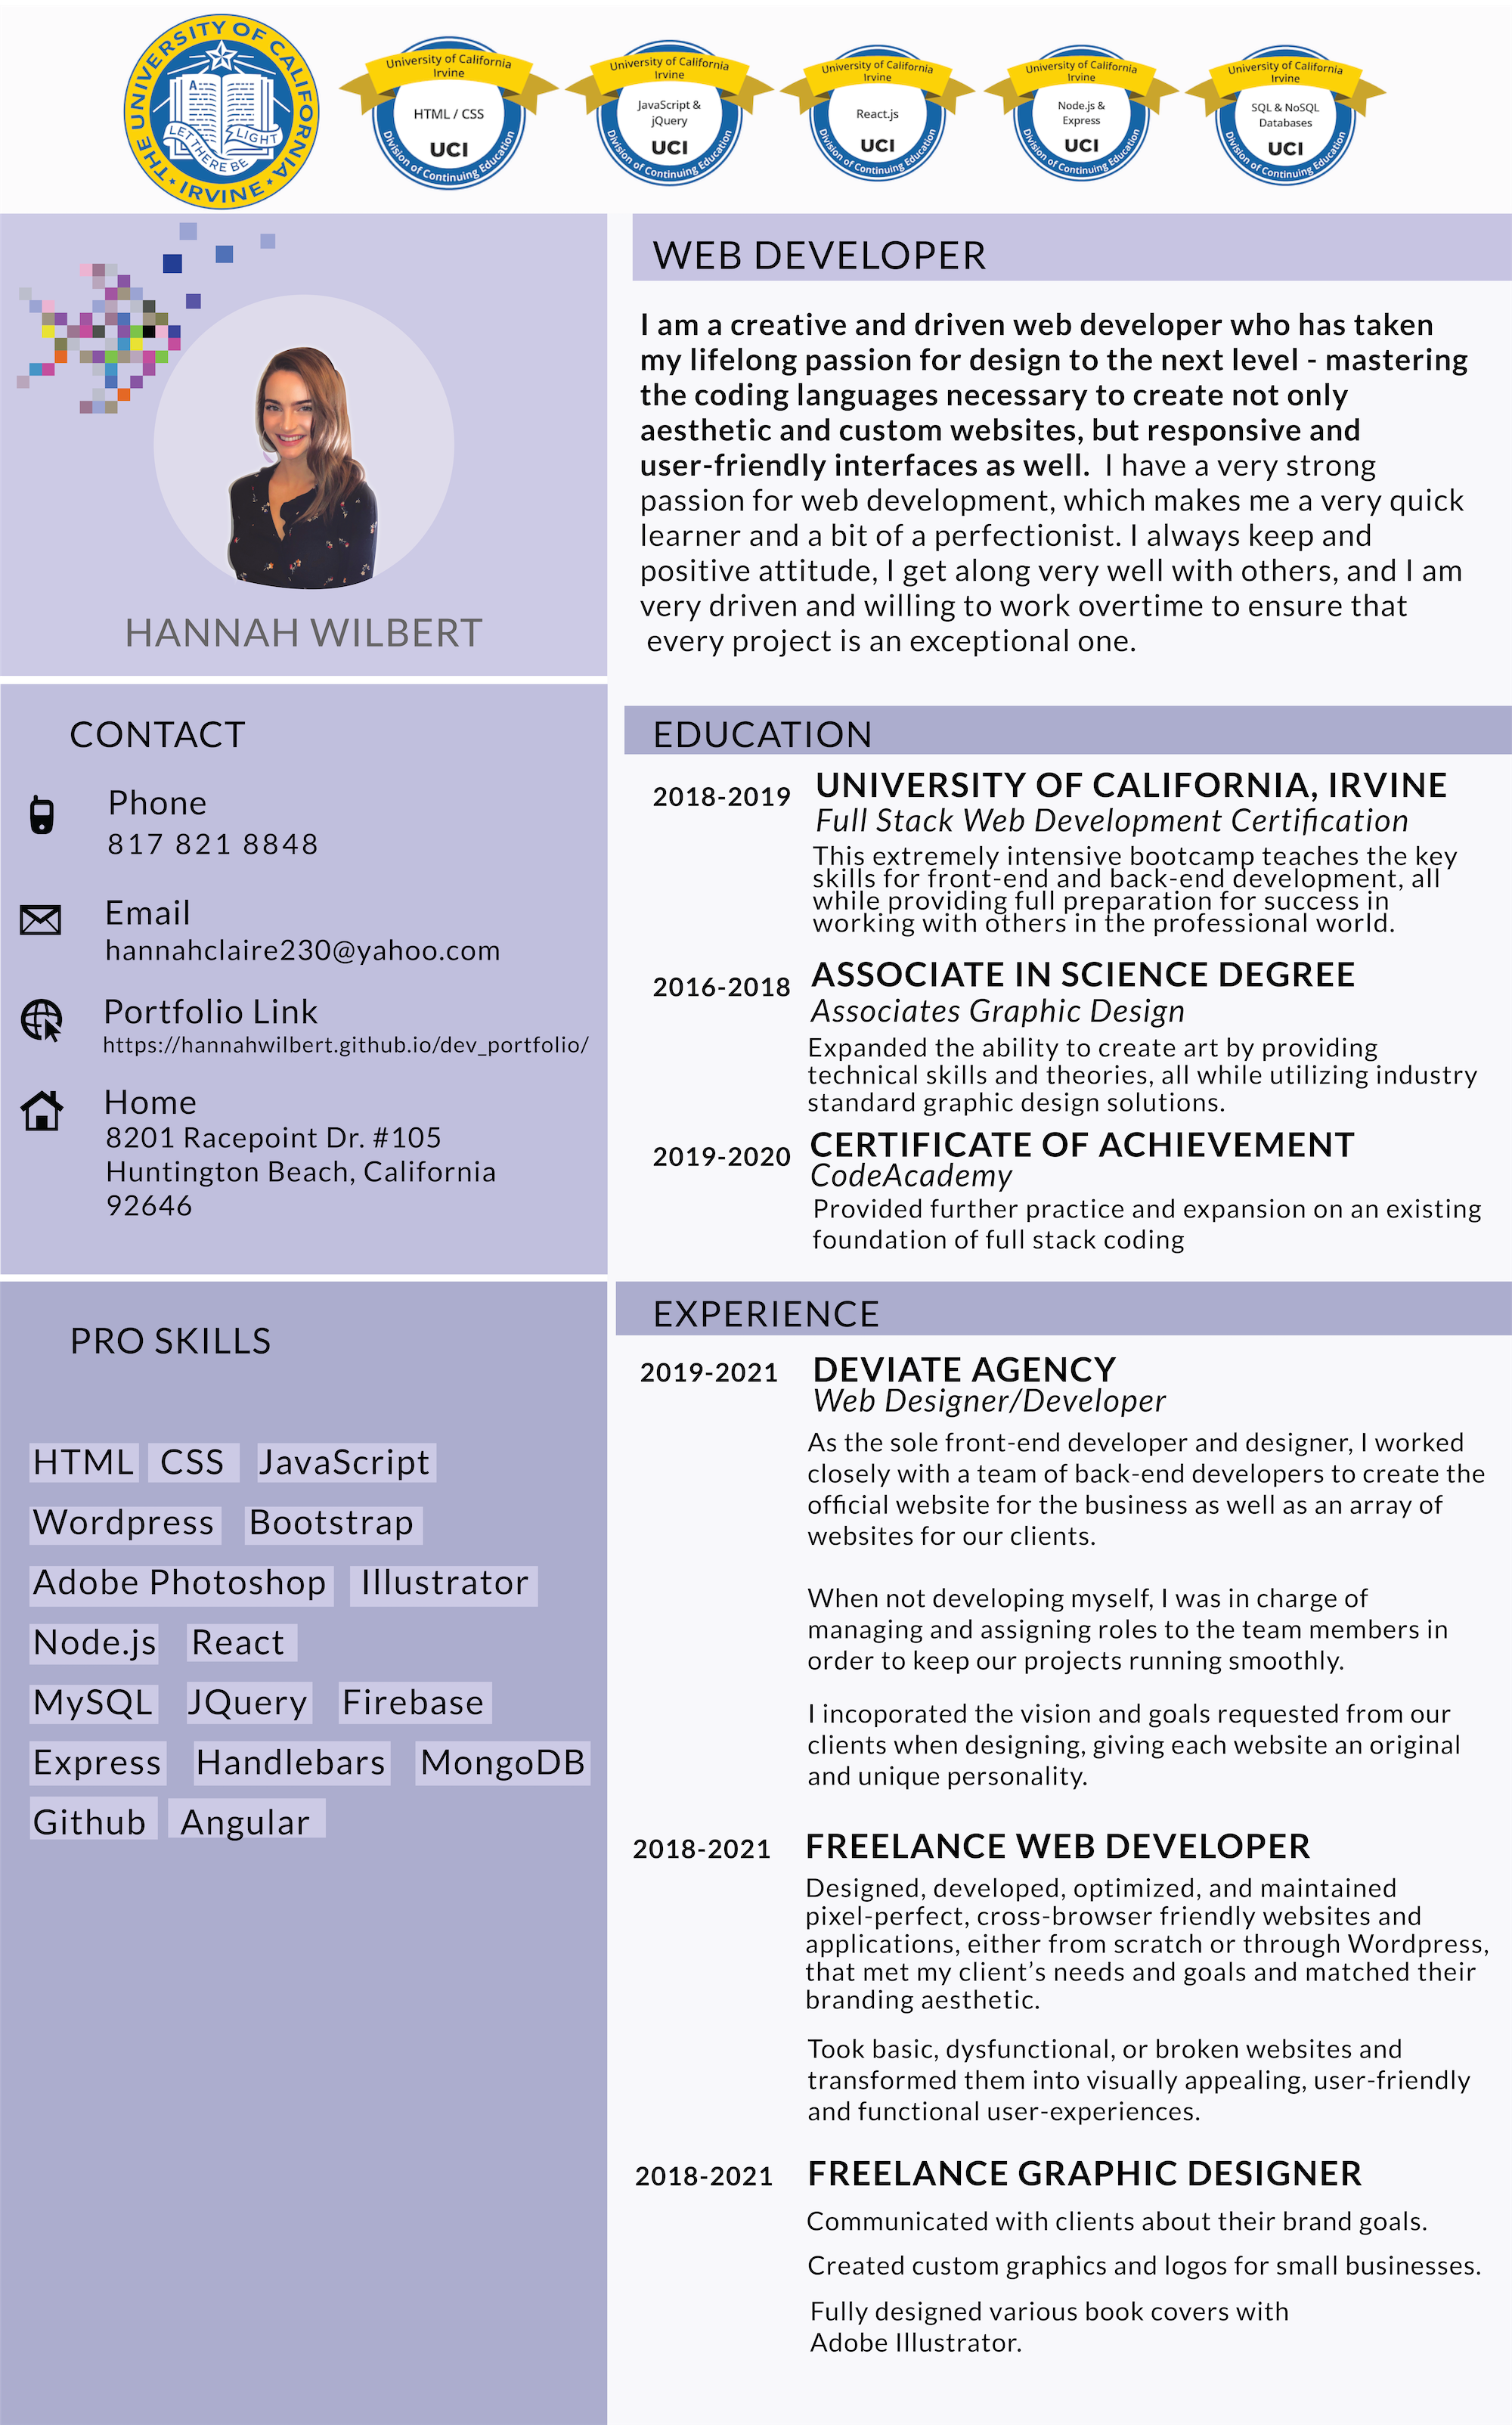 THE UNIVERSITY OF CALIFORNIA
IRVINE
A
LET THERE BE LIGHT
University of California
Irvine
HTML / CSS
UCI
Division of Continuing Education
University of California
Irvine
JavaScript &
jQuery
UCI
Division of Continuing Education
University of California
Irvine
React.js
UCI
Division of Continuing Education
University of California
Irvine
Node.js &
Express
UCI
Division of Continuing Education
University of California
Irvine
SQL & NoSQL
Databases
UCI
Division of Continuing Education
HANNAH WILBERT
CONTACT
Phone
817 821 8848
Email
hannahclaire230@yahoo.com
Portfolio Link
https://hannahwilbert.github.io/dev_portfolio/
Home
8201 Racepoint Dr. #105
Huntington Beach, California
92646
PRO SKILLS
HTML CSS JavaScript
Wordpress Bootstrap
Adobe Photoshop Illustrator
Node.js React
MySQL JQuery Firebase
Express Handlebars MongoDB
Github Angular
WEB DEVELOPER
I am a creative and driven web developer who has taken
my lifelong passion for design to the next level - mastering
the coding languages necessary to create not only
aesthetic and custom websites, but responsive and
user-friendly interfaces as well. I have a very strong
passion for web development, which makes me a very quick
learner and a bit of a perfectionist. I always keep and
positive attitude, I get along very well with others, and I am
very driven and willing to work overtime to ensure that
every project is an exceptional one.
EDUCATION
2018-2019 UNIVERSITY OF CALIFORNIA, IRVINE
Full Stack Web Development Certification
This extremely intensive bootcamp teaches the key
skills for front-end and back-end development, all
while providing full preparation for success in
working with others in the professional world.
2016-2018 ASSOCIATE IN SCIENCE DEGREE
Associates Graphic Design
Expanded the ability to create art by providing
technical skills and theories, all while utilizing industry
standard graphic design solutions.
2019-2020 CERTIFICATE OF ACHIEVEMENT
CodeAcademy
Provided further practice and expansion on an existing
foundation of full stack coding
EXPERIENCE
2019-2021 DEVIATE AGENCY
Web Designer/Developer
As the sole front-end developer and designer, I worked
closely with a team of back-end developers to create the
official website for the business as well as an array of
websites for our clients.
When not developing myself, I was in charge of
managing and assigning roles to the team members in
order to keep our projects running smoothly.
I incoporated the vision and goals requested from our
clients when designing, giving each website an original
and unique personality.
2018-2021 FREELANCE WEB DEVELOPER
Designed, developed, optimized, and maintained
pixel-perfect, cross-browser friendly websites and
applications, either from scratch or through Wordpress,
that met my client’s needs and goals and matched their
branding aesthetic.
Took basic, dysfunctional, or broken websites and
transformed them into visually appealing, user-friendly
and functional user-experiences.
2018-2021 FREELANCE GRAPHIC DESIGNER
Communicated with clients about their brand goals.
Created custom graphics and logos for small businesses.
Fully designed various book covers with
Adobe Illustrator.